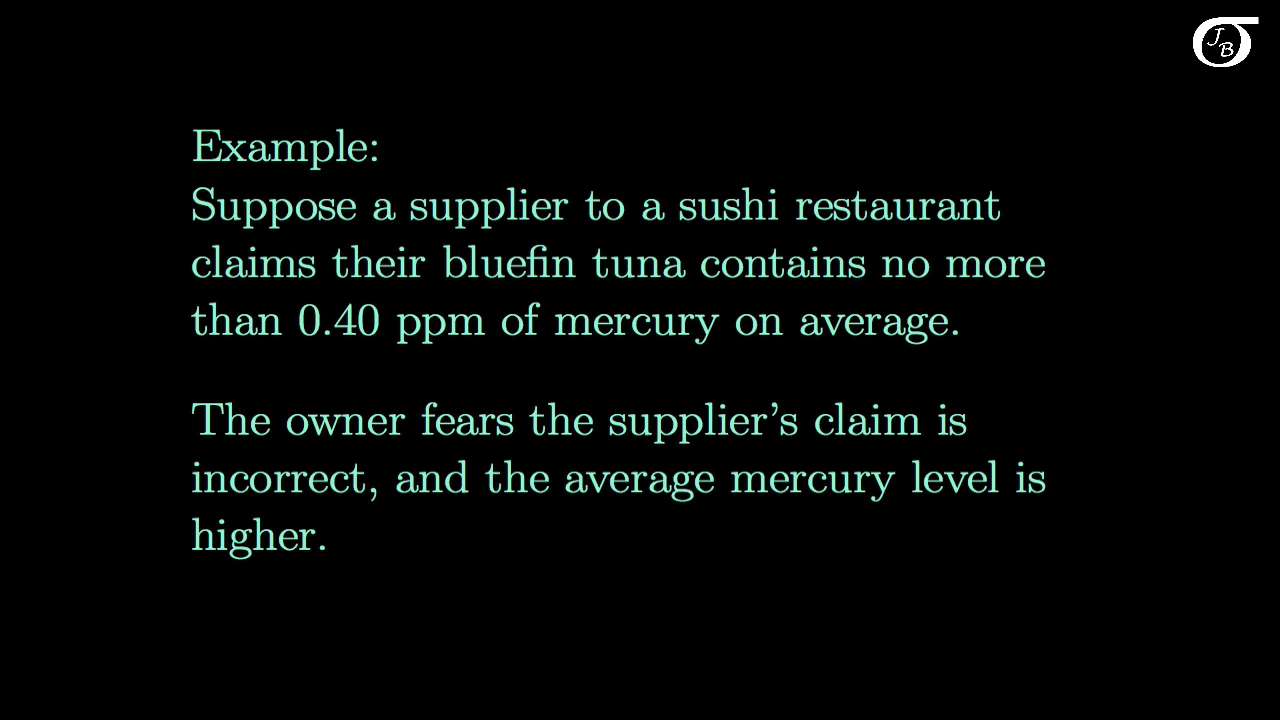 JB
Example:
Suppose a supplier to a sushi restaurant
claims their bluefin tuna contains no more
than 0.40 ppm of mercury on average.
The owner fears the supplier's claim is
incorrect, and the average mercury level is
higher.